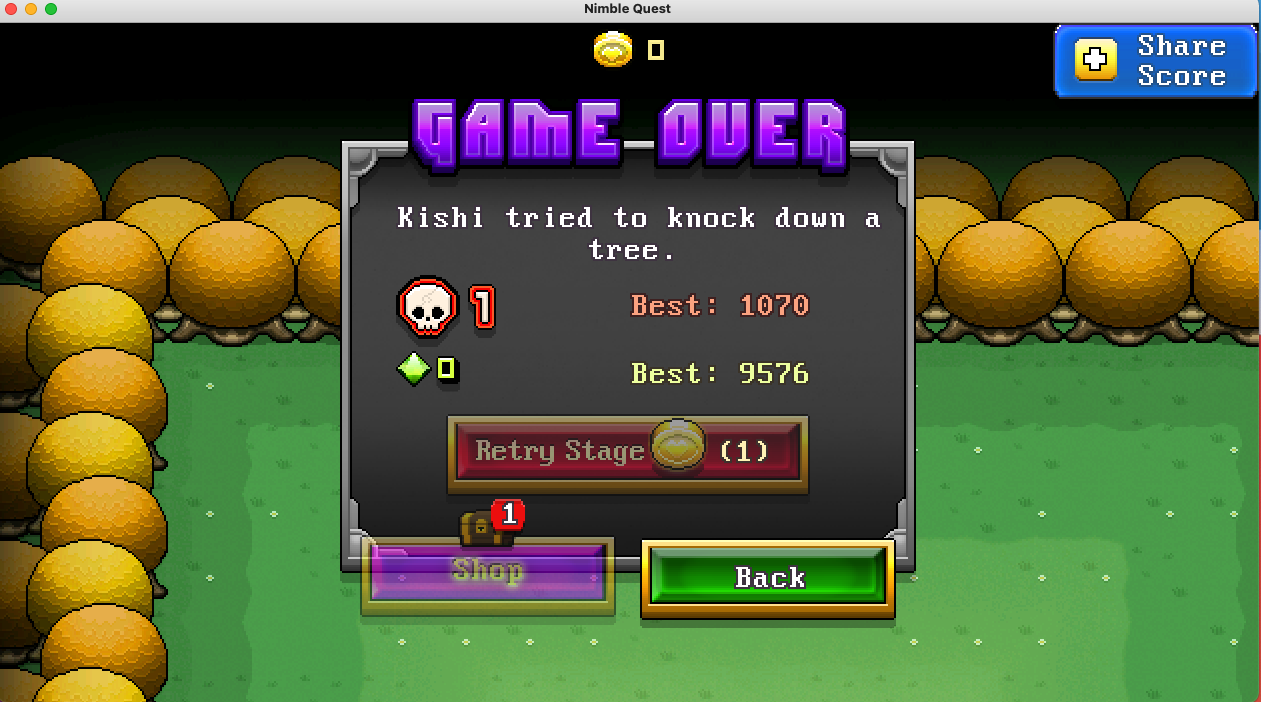 Nimble Quest
0
Share
Score
GAME OVER
Kishi tried to knock down a
tree.
1 Best: 1070
0 Best: 9576
Retry Stage (1)
1
Shop
Back